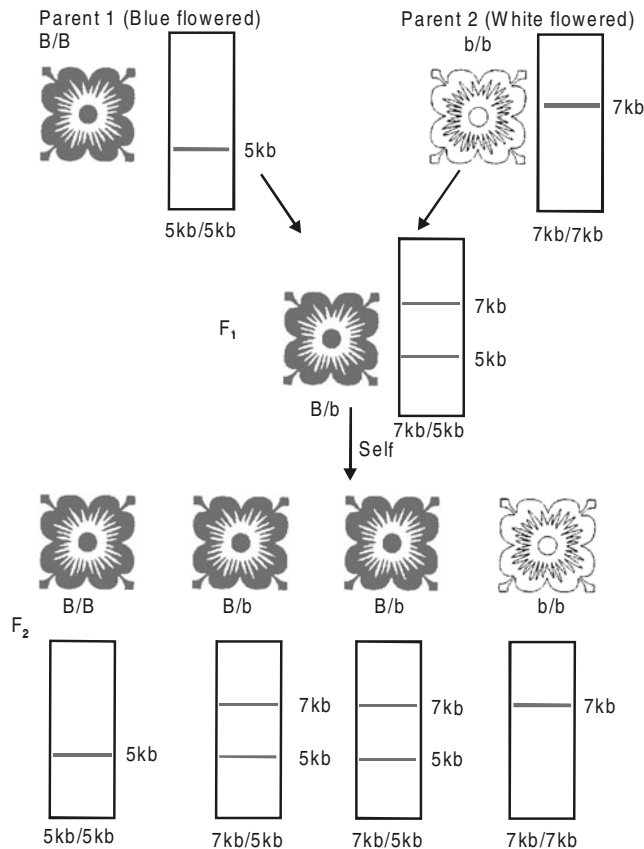 Parent 1 (Blue flowered)
B/B
5kb
5kb/5kb
Parent 2 (White flowered)
b/b
7kb
7kb/7kb
F1
B/b
7kb
5kb
7kb/5kb
Self
B/B
B/b
B/b
b/b
F2
5kb
7kb
5kb
7kb
5kb
7kb
5kb/5kb
7kb/5kb
7kb/5kb
7kb/7kb